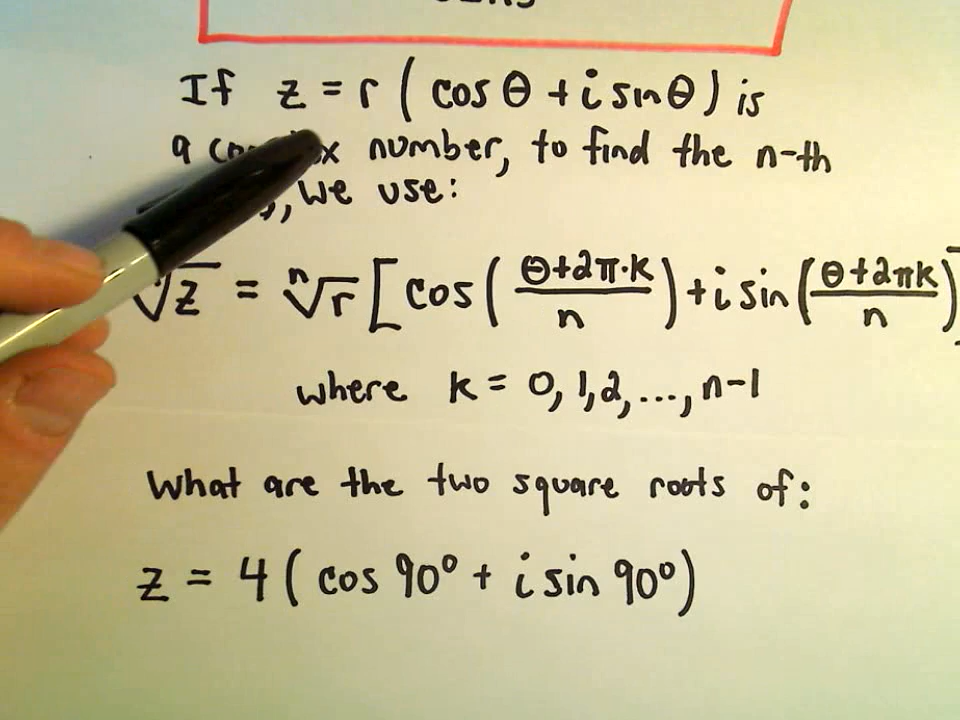 If z = r ( cos θ + i sin θ ) is
a number, to find the n-th
we use:
√z = ⁿ√r [ cos ( (θ+2π·k)/n ) + i sin ( (θ+2πk)/n ) ]
where k = 0, 1, 2, ..., n-1
What are the two square roots of:
z = 4 ( cos 90° + i sin 90° )